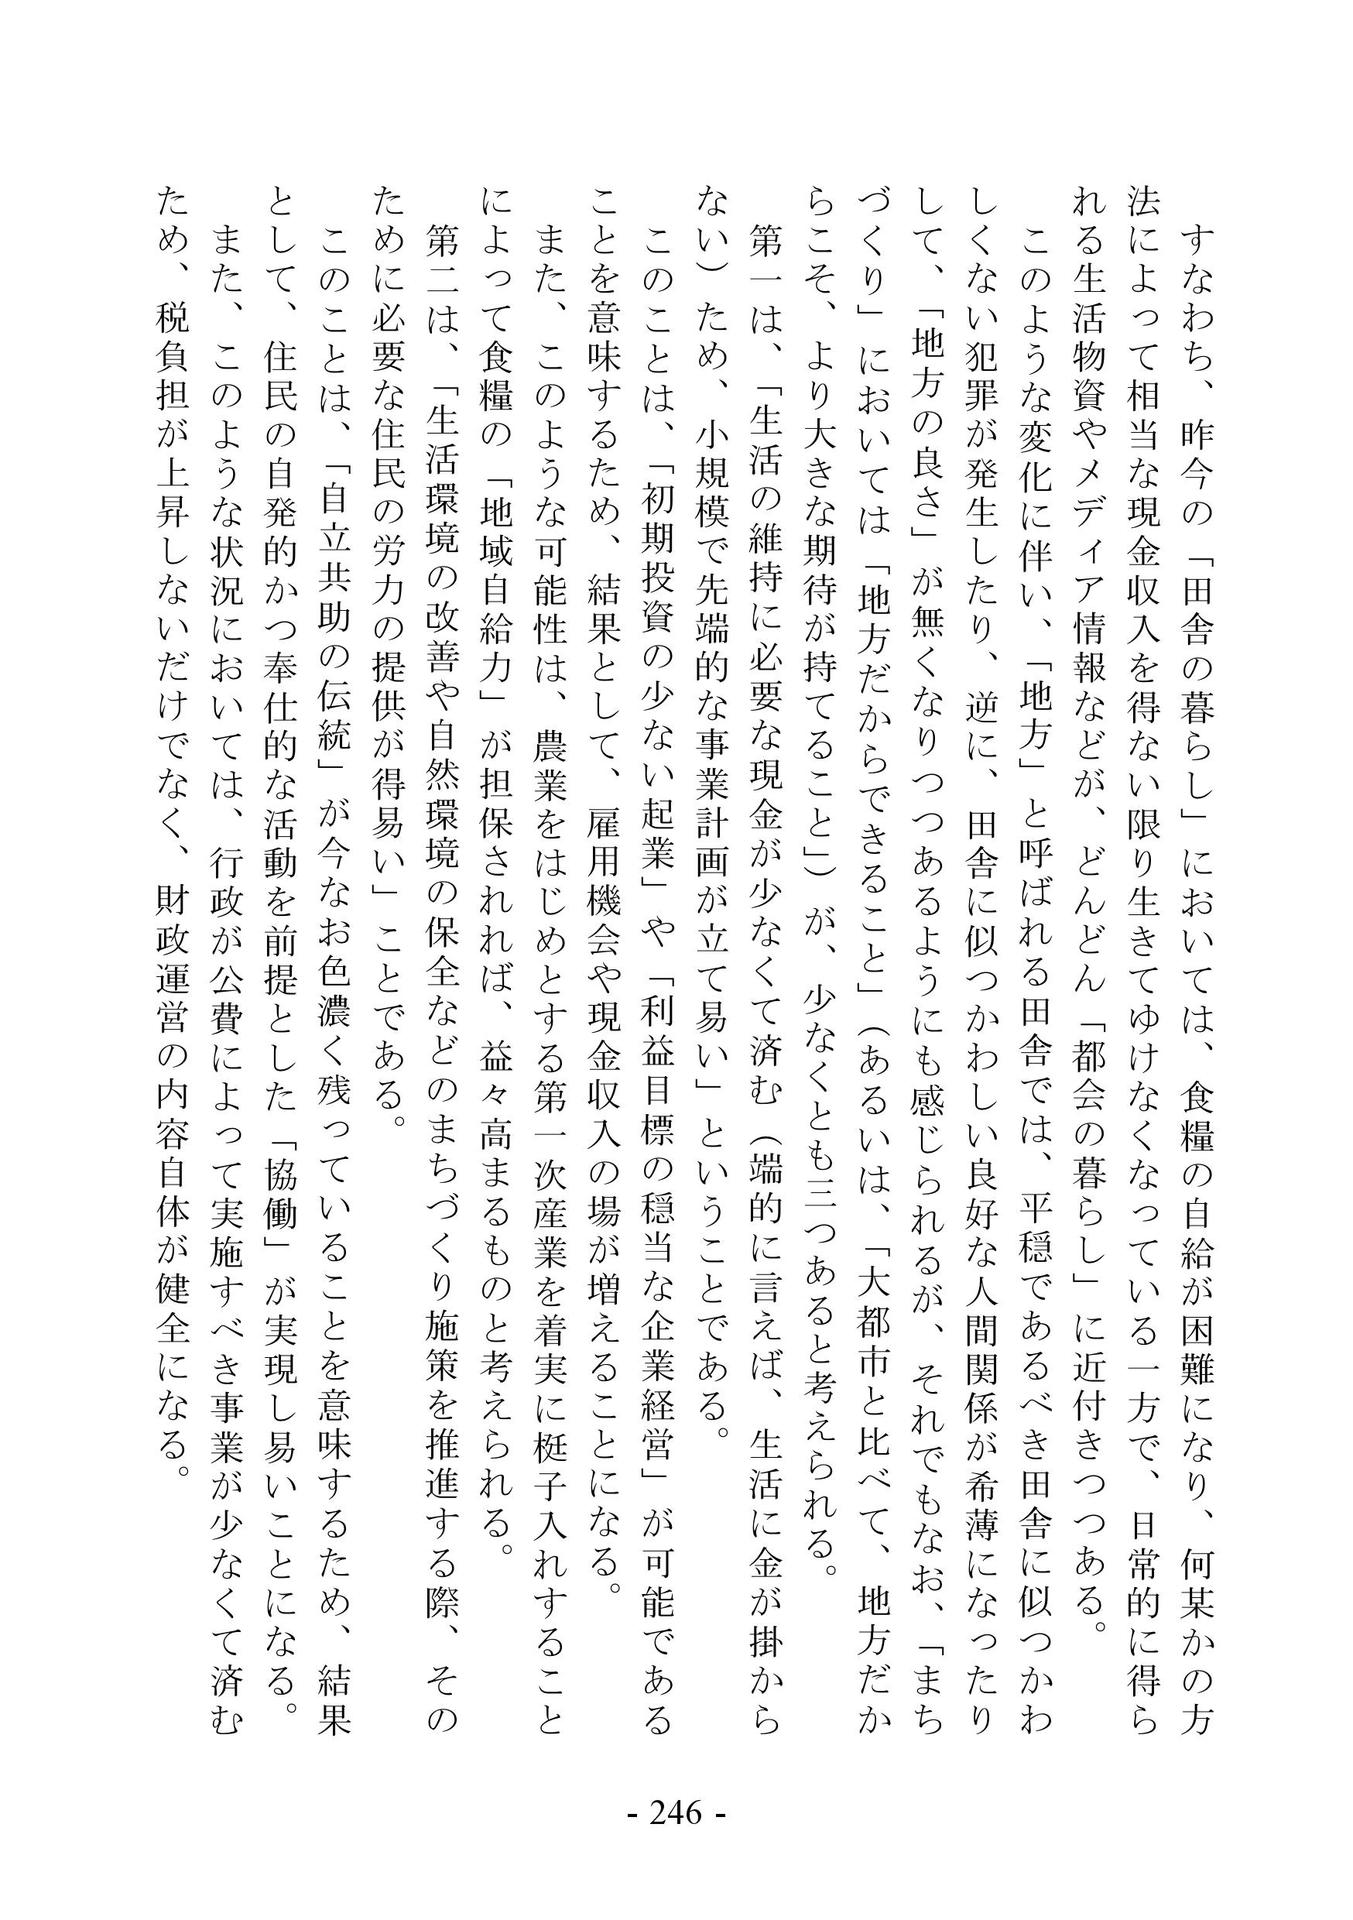 すなわち、昨今の「田舎の暮らし」においては、食糧の自給が困難になり、何某かの方
法によって相当な現金収入を得ない限り生きてゆけなくなっている一方で、日常的に得ら
れる生活物資やメディア情報などが、どんどん「都会の暮らし」に近付きつつある。
このような変化に伴い、「地方」と呼ばれる田舎では、平穏であるべき田舎に似つかわ
しくない犯罪が発生したり、逆に、田舎に似つかわしい良好な人間関係が希薄になったり
して、「地方の良さ」が無くなりつつあるようにも感じられるが、それでもなお、「まち
づくり」においては「地方だからできること」（あるいは、「大都市と比べて、地方だか
らこそ、より大きな期待が持てること」）が、少なくとも三つあると考えられる。
第一は、「生活の維持に必要な現金が少なくて済む（端的に言えば、生活に金が掛から
ない）ため、小規模で先端的な事業計画が立て易い」ということである。
このことは、「初期投資の少ない起業」や「利益目標の穏当な企業経営」が可能である
ことを意味するため、結果として、雇用機会や現金収入の場が増えることになる。
また、このような可能性は、農業をはじめとする第一次産業を着実に梃子入れすること
によって食糧の「地域自給力」が担保されれば、益々高まるものと考えられる。
第二は、「生活環境の改善や自然環境の保全などのまちづくり施策を推進する際、その
ために必要な住民の労力の提供が得易い」ことである。
このことは、「自立共助の伝統」が今なお色濃く残っていることを意味するため、結果
として、住民の自発的かつ奉仕的な活動を前提とした「協働」が実現し易いことになる。
また、このような状況においては、行政が公費によって実施すべき事業が少なくて済む
ため、税負担が上昇しないだけでなく、財政運営の内容自体が健全になる。
- 246 -